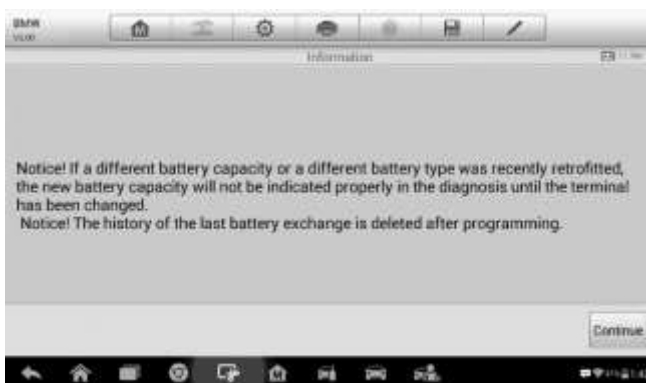 BMW
Information
Notice! If a different battery capacity or a different battery type was recently retrofitted,
the new battery capacity will not be indicated properly in the diagnosis until the terminal
has been changed.
Notice! The history of the last battery exchange is deleted after programming.
Continue